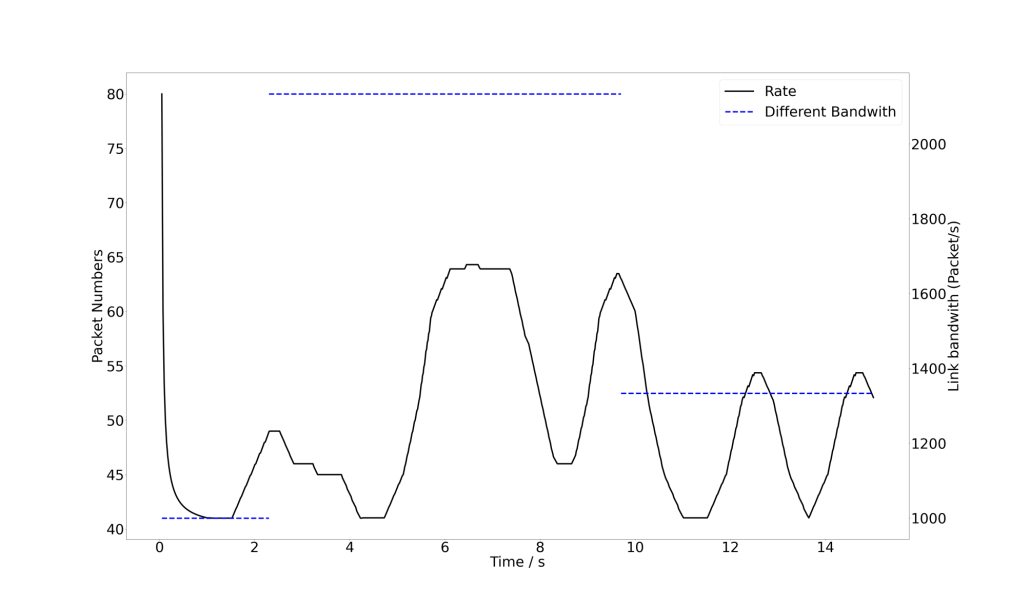 Rate
Different Bandwith
80
75
70
65
60
55
50
45
40
Packet Numbers
2000
1800
1600
1400
1200
1000
Link bandwith (Packet/s)
0 2 4 6 8 10 12 14
Time / s